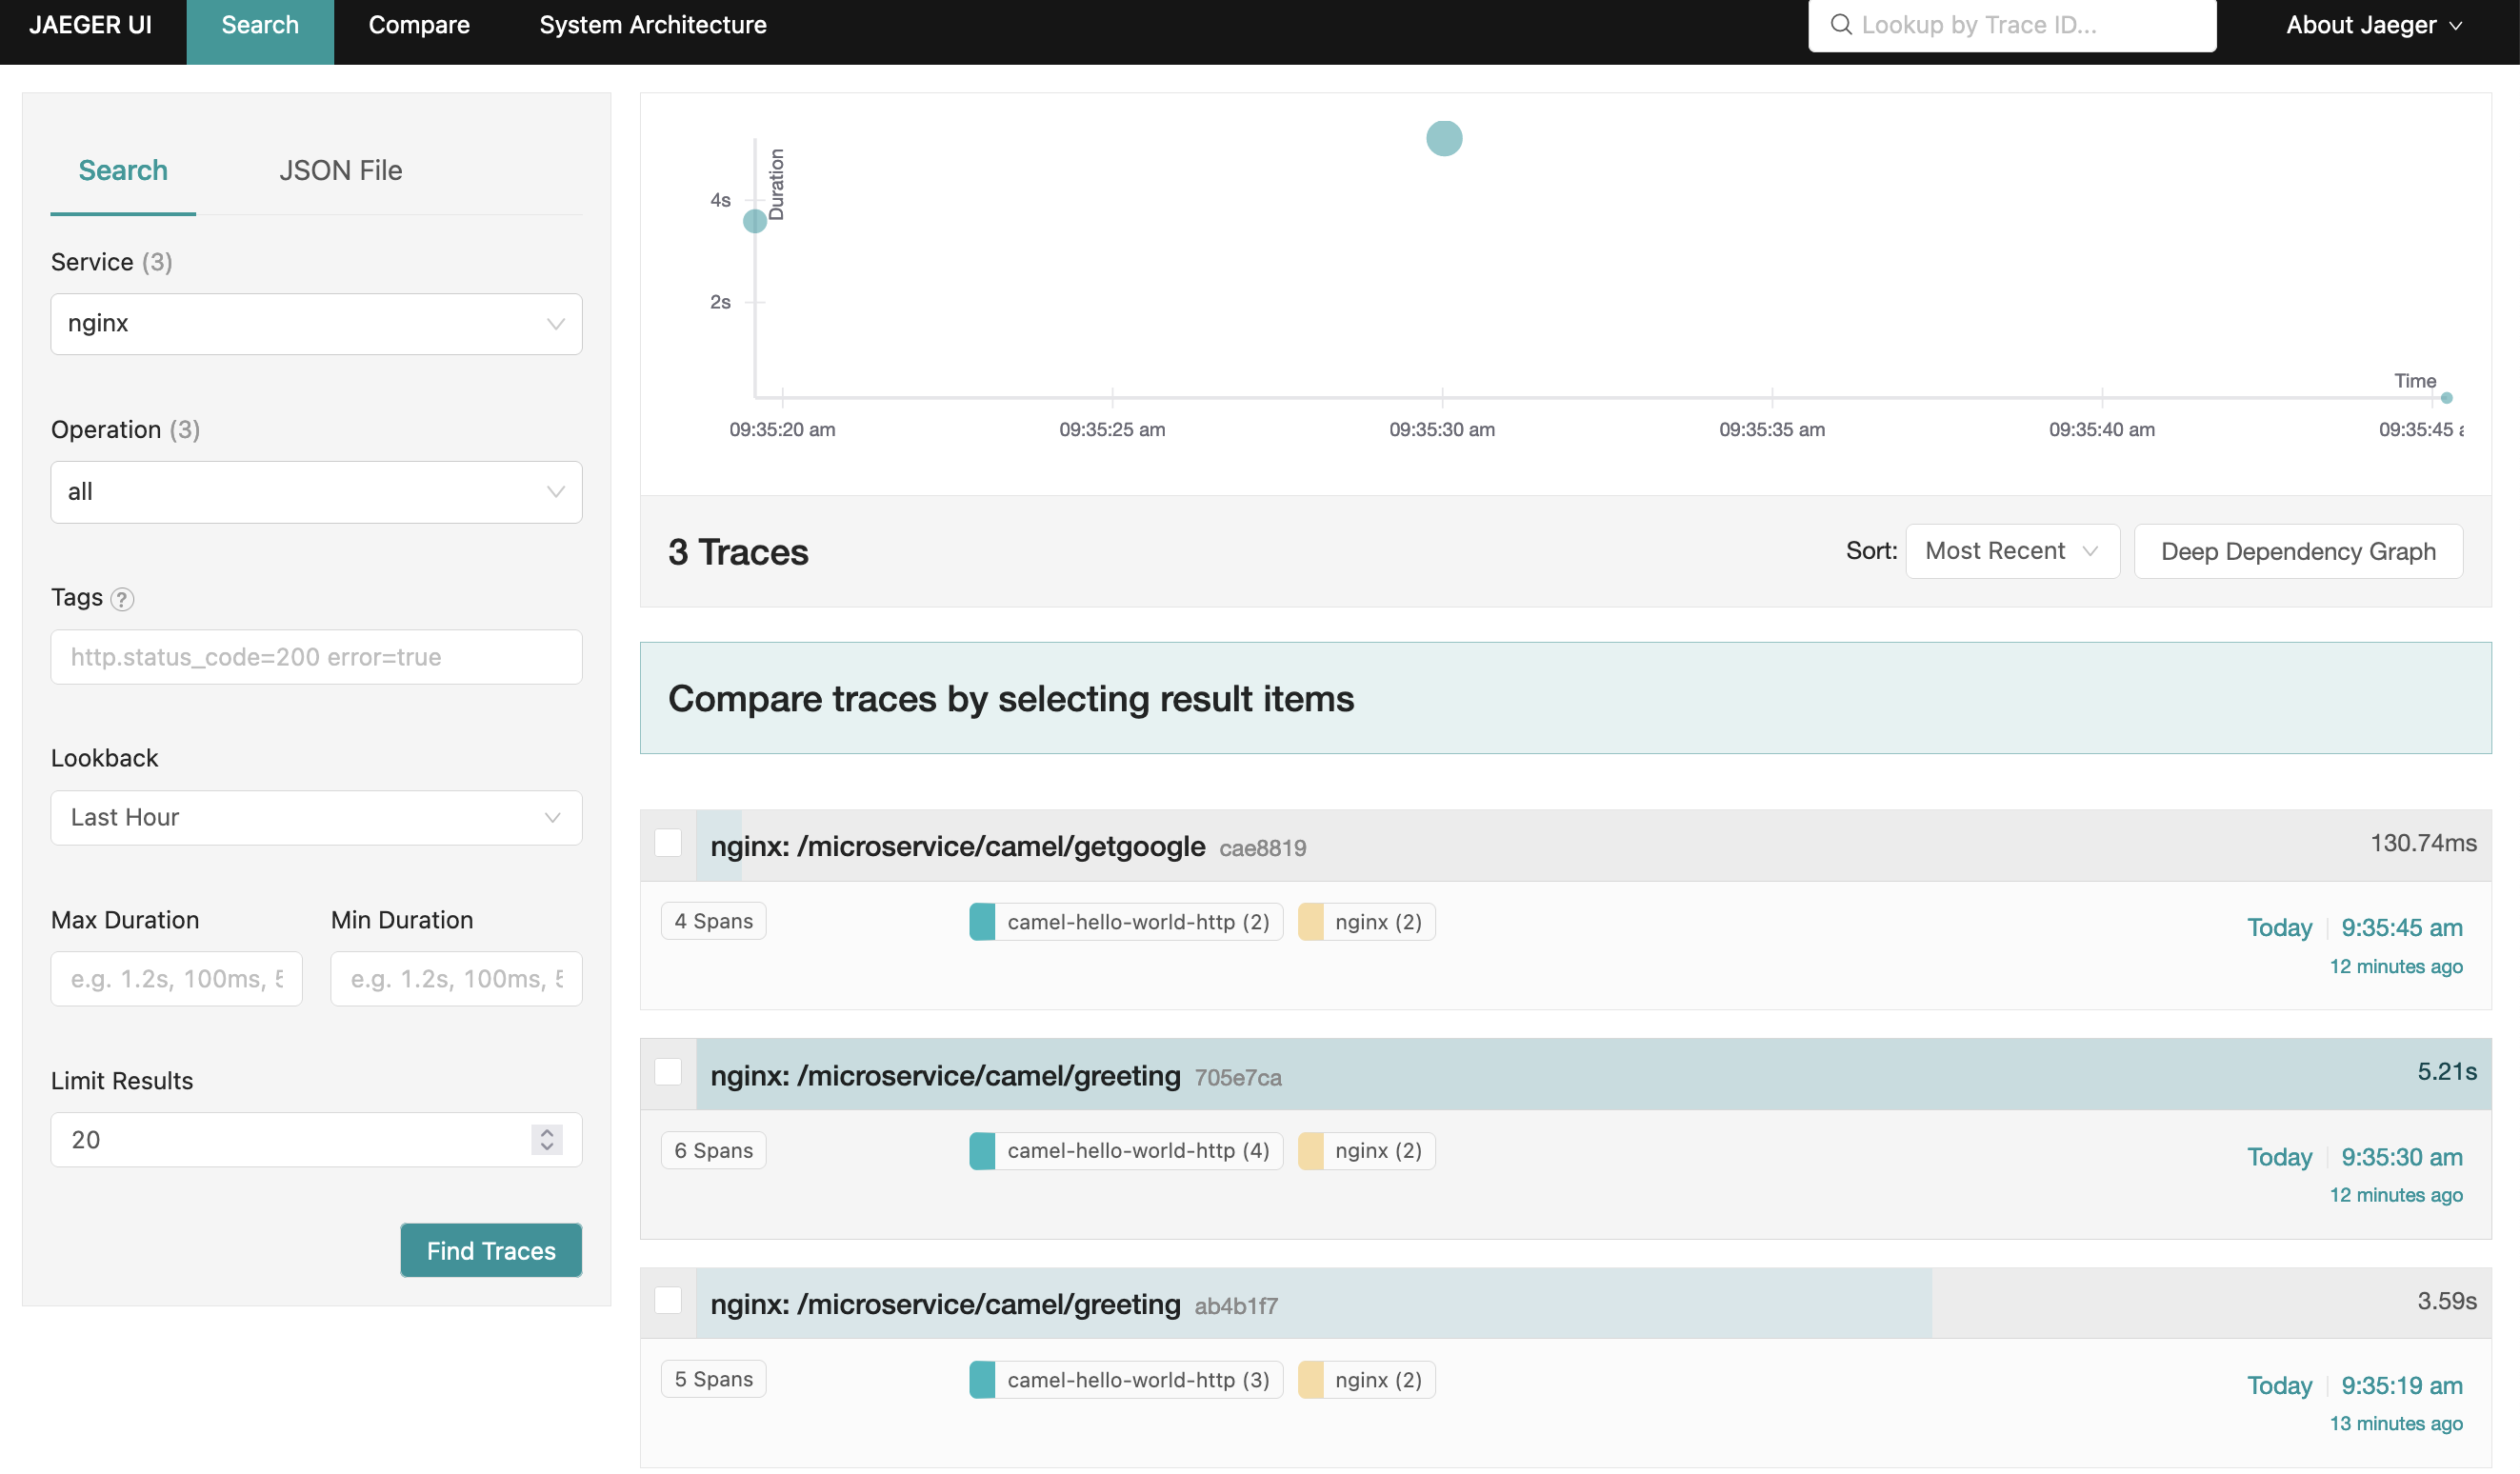 JAEGER UI
Search
Compare
System Architecture
Lookup by Trace ID...
About Jaeger
Search
JSON File
Service (3)
nginx
Operation (3)
all
Tags ?
http.status_code=200 error=true
Lookback
Last Hour
Max Duration
Min Duration
e.g. 1.2s, 100ms, 5
e.g. 1.2s, 100ms, 5
Limit Results
20
Find Traces
Duration
4s
2s
Time
09:35:20 am
09:35:25 am
09:35:30 am
09:35:35 am
09:35:40 am
09:35:45 a
3 Traces
Sort:
Most Recent
Deep Dependency Graph
Compare traces by selecting result items
nginx: /microservice/camel/getgoogle cae8819
130.74ms
4 Spans
camel-hello-world-http (2)
nginx (2)
Today
9:35:45 am
12 minutes ago
nginx: /microservice/camel/greeting 705e7ca
5.21s
6 Spans
camel-hello-world-http (4)
nginx (2)
Today
9:35:30 am
12 minutes ago
nginx: /microservice/camel/greeting ab4b1f7
3.59s
5 Spans
camel-hello-world-http (3)
nginx (2)
Today
9:35:19 am
13 minutes ago